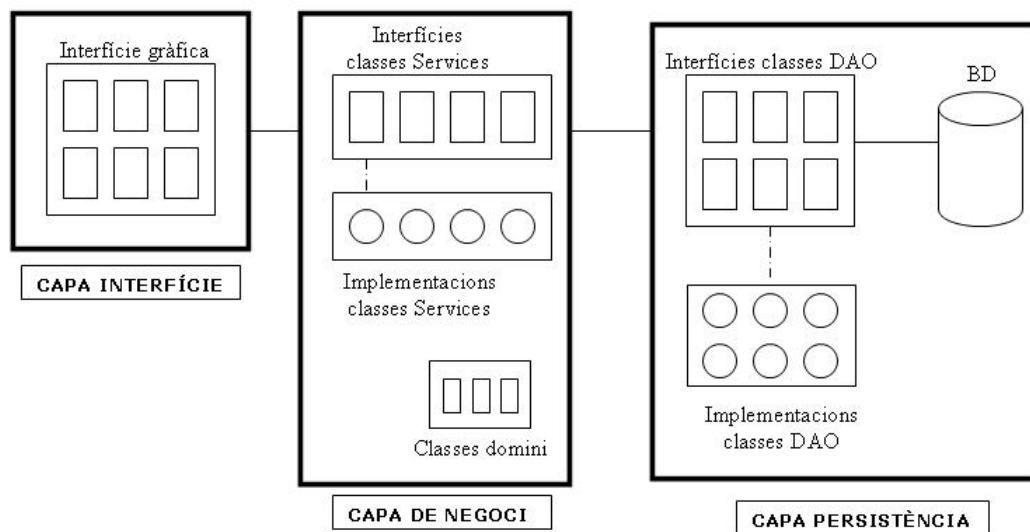 Interfície gràfica
CAPA INTERFÍCIE
Interfícies
classes Services
Implementacions
classes Services
Classes domini
CAPA DE NEGOCI
Interfícies classes DAO
BD
Implementacions
classes DAO
CAPA PERSISTÈNCIA